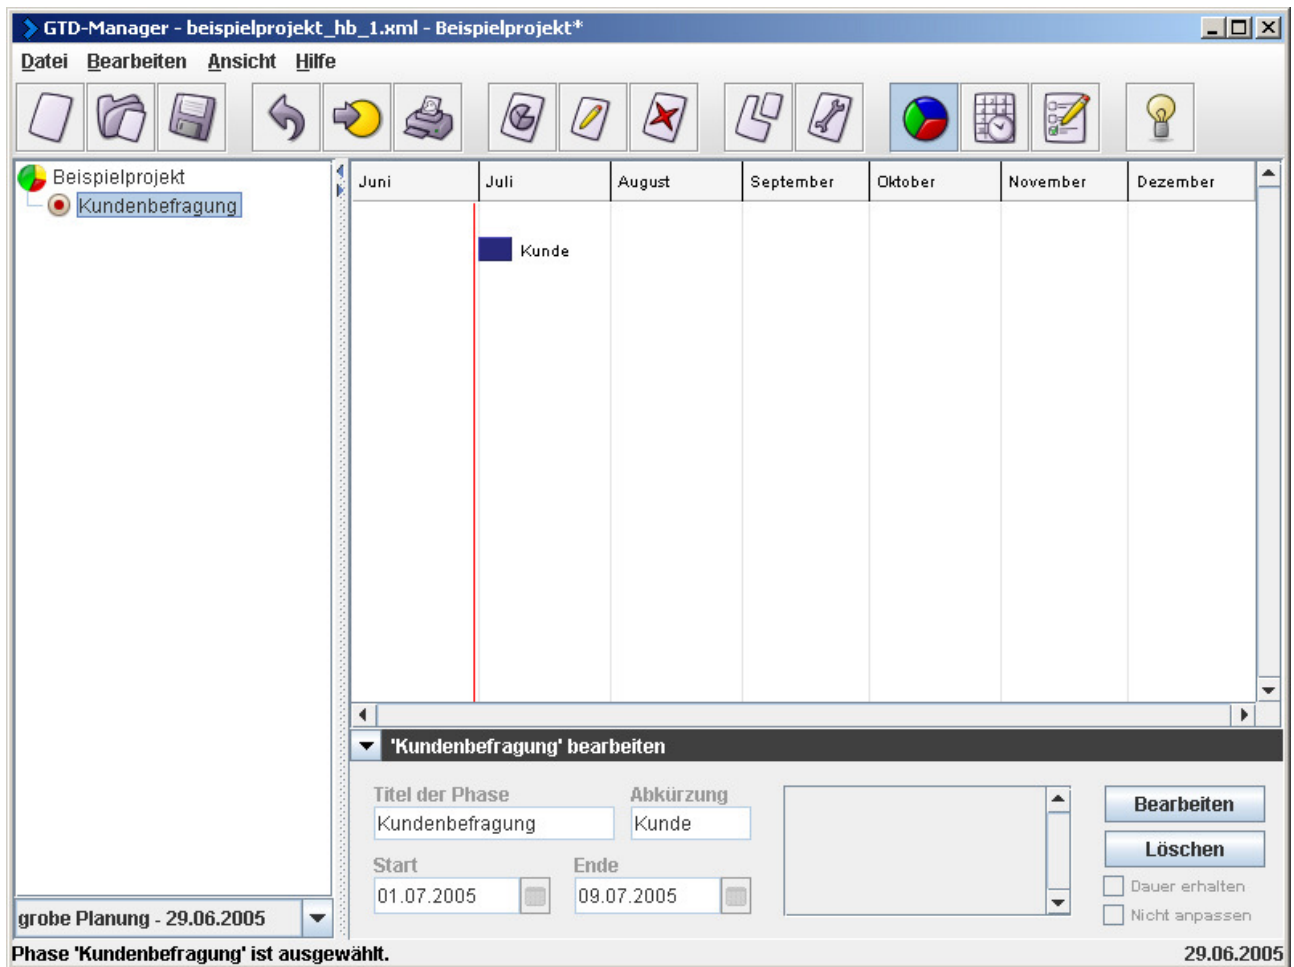 GTD-Manager - beispielprojekt_hb_1.xml - Beispielprojekt*
Datei Bearbeiten Ansicht Hilfe
Beispielprojekt
Kundenbefragung
Juni Juli August September Oktober November Dezember
Kunde
'Kundenbefragung' bearbeiten
Titel der Phase Abkürzung
Kundenbefragung Kunde
Start Ende
01.07.2005 09.07.2005
Bearbeiten
Löschen
Dauer erhalten
Nicht anpassen
grobe Planung - 29.06.2005
Phase 'Kundenbefragung' ist ausgewählt. 29.06.2005